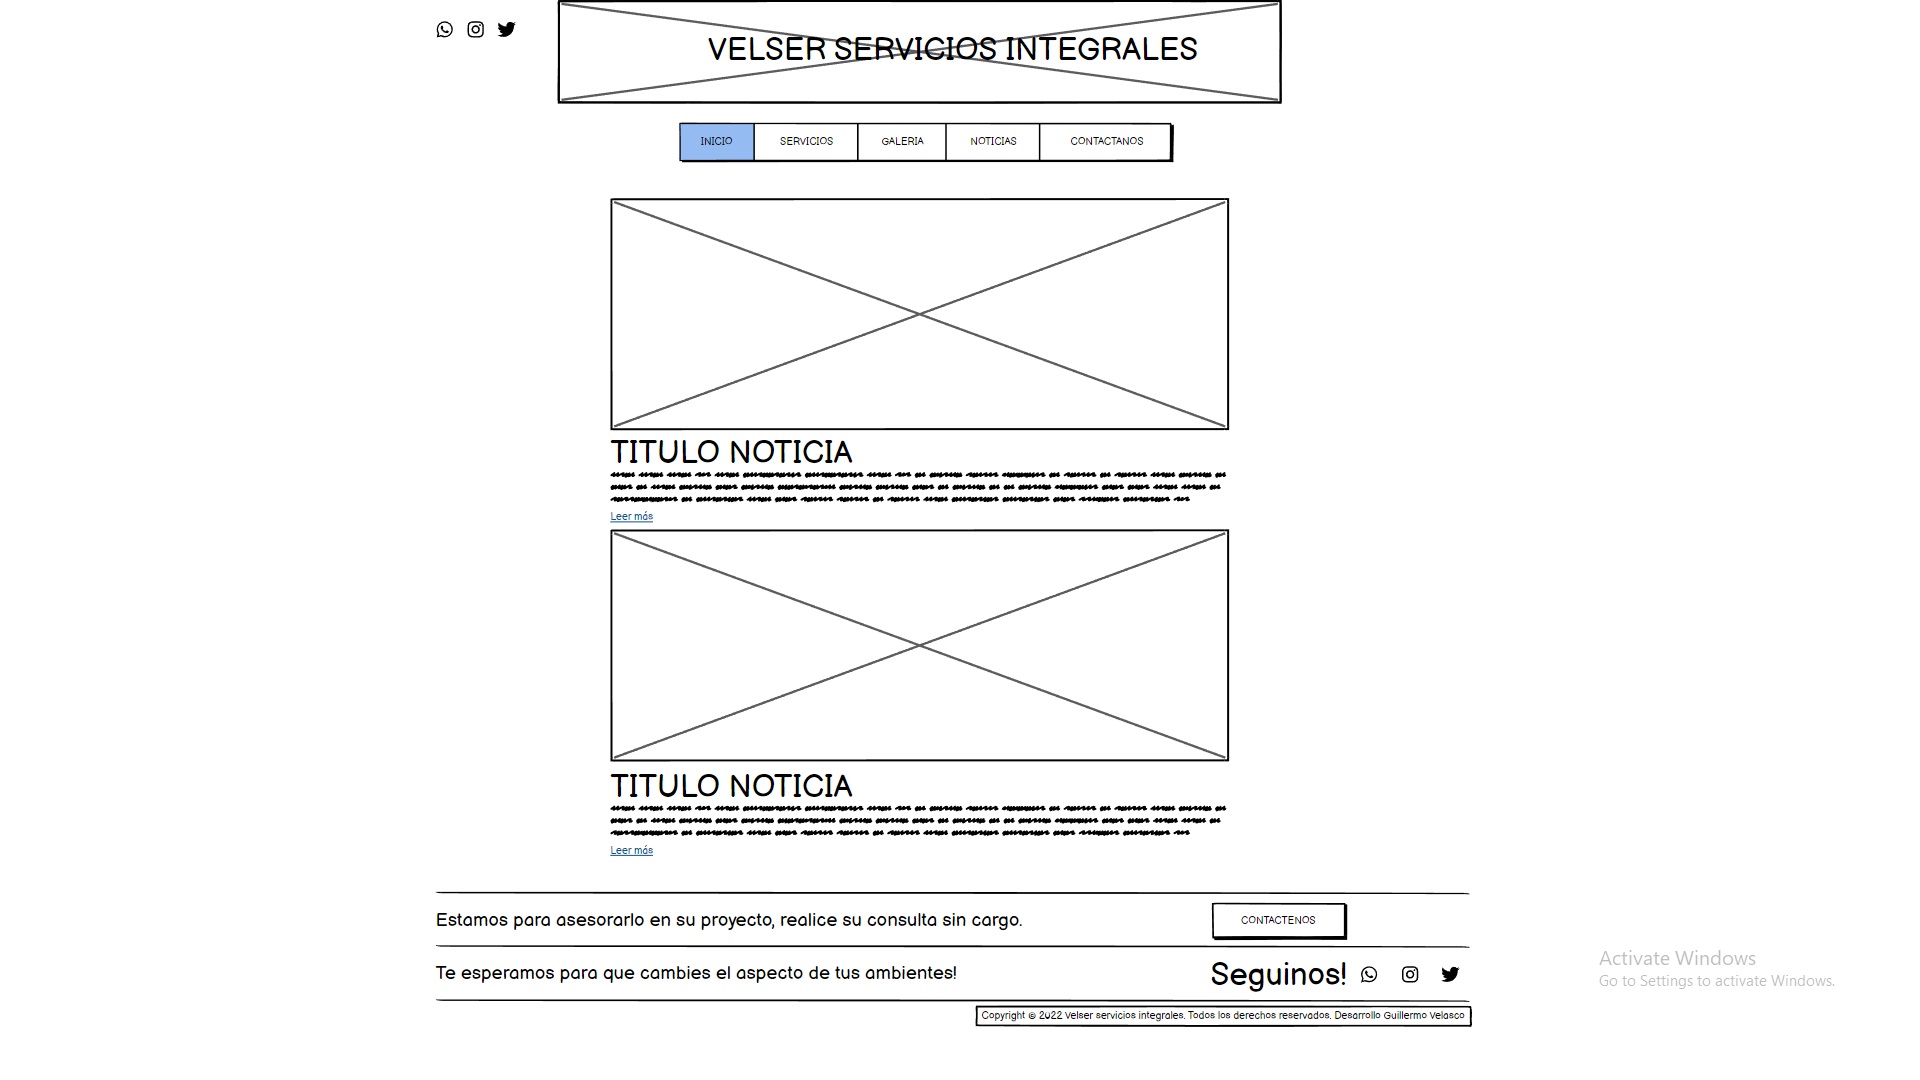 VELSER SERVICIOS INTEGRALES
INICIO SERVICIOS GALERIA NOTICIAS CONTACTANOS
TITULO NOTICIA
Leer más
TITULO NOTICIA
Leer más
Estamos para asesorarlo en su proyecto, realice su consulta sin cargo.
CONTACTENOS
Te esperamos para que cambies el aspecto de tus ambientes!
Seguinos!
Copyright © 2022 Velser servicios integrales. Todos los derechos reservados. Desarrollo Guillermo Velasco
Activate Windows
Go to Settings to activate Windows.